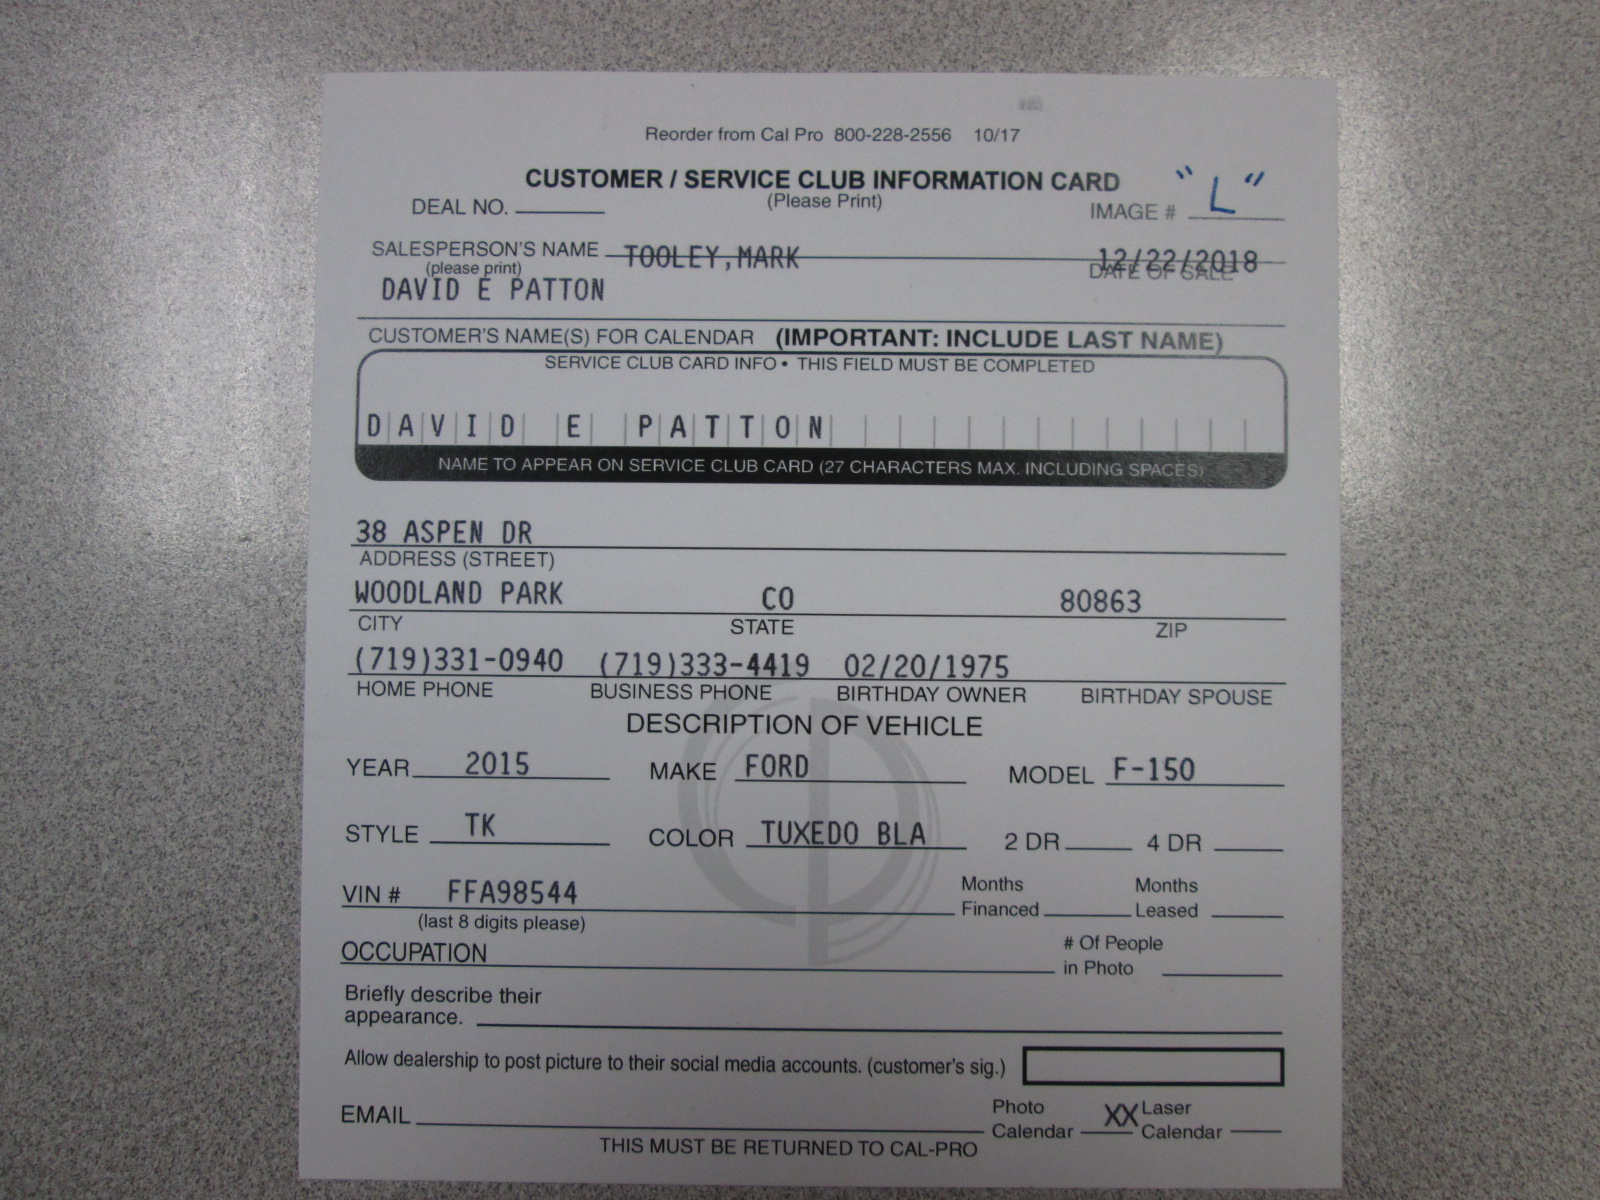 Reorder from Cal Pro 800-228-2556 10/17
CUSTOMER / SERVICE CLUB INFORMATION CARD
(Please Print)
DEAL NO.
IMAGE # "L"
SALESPERSON'S NAME TOOLEY,MARK 12/22/2018
(please print) DATE OF SALE
DAVID E PATTON
CUSTOMER'S NAME(S) FOR CALENDAR (IMPORTANT: INCLUDE LAST NAME)
SERVICE CLUB CARD INFO • THIS FIELD MUST BE COMPLETED
DAVID E PATTON
NAME TO APPEAR ON SERVICE CLUB CARD (27 CHARACTERS MAX. INCLUDING SPACES)
38 ASPEN DR
ADDRESS (STREET)
WOODLAND PARK CO 80863
CITY STATE ZIP
(719)331-0940 (719)333-4419 02/20/1975
HOME PHONE BUSINESS PHONE BIRTHDAY OWNER BIRTHDAY SPOUSE
DESCRIPTION OF VEHICLE
YEAR 2015 MAKE FORD MODEL F-150
STYLE TK COLOR TUXEDO BLA 2 DR 4 DR
VIN # FFA98544 Months Financed Months Leased
(last 8 digits please)
OCCUPATION # Of People in Photo
Briefly describe their
appearance.
Allow dealership to post picture to their social media accounts. (customer's sig.)
EMAIL Photo Calendar XX Laser Calendar
THIS MUST BE RETURNED TO CAL-PRO